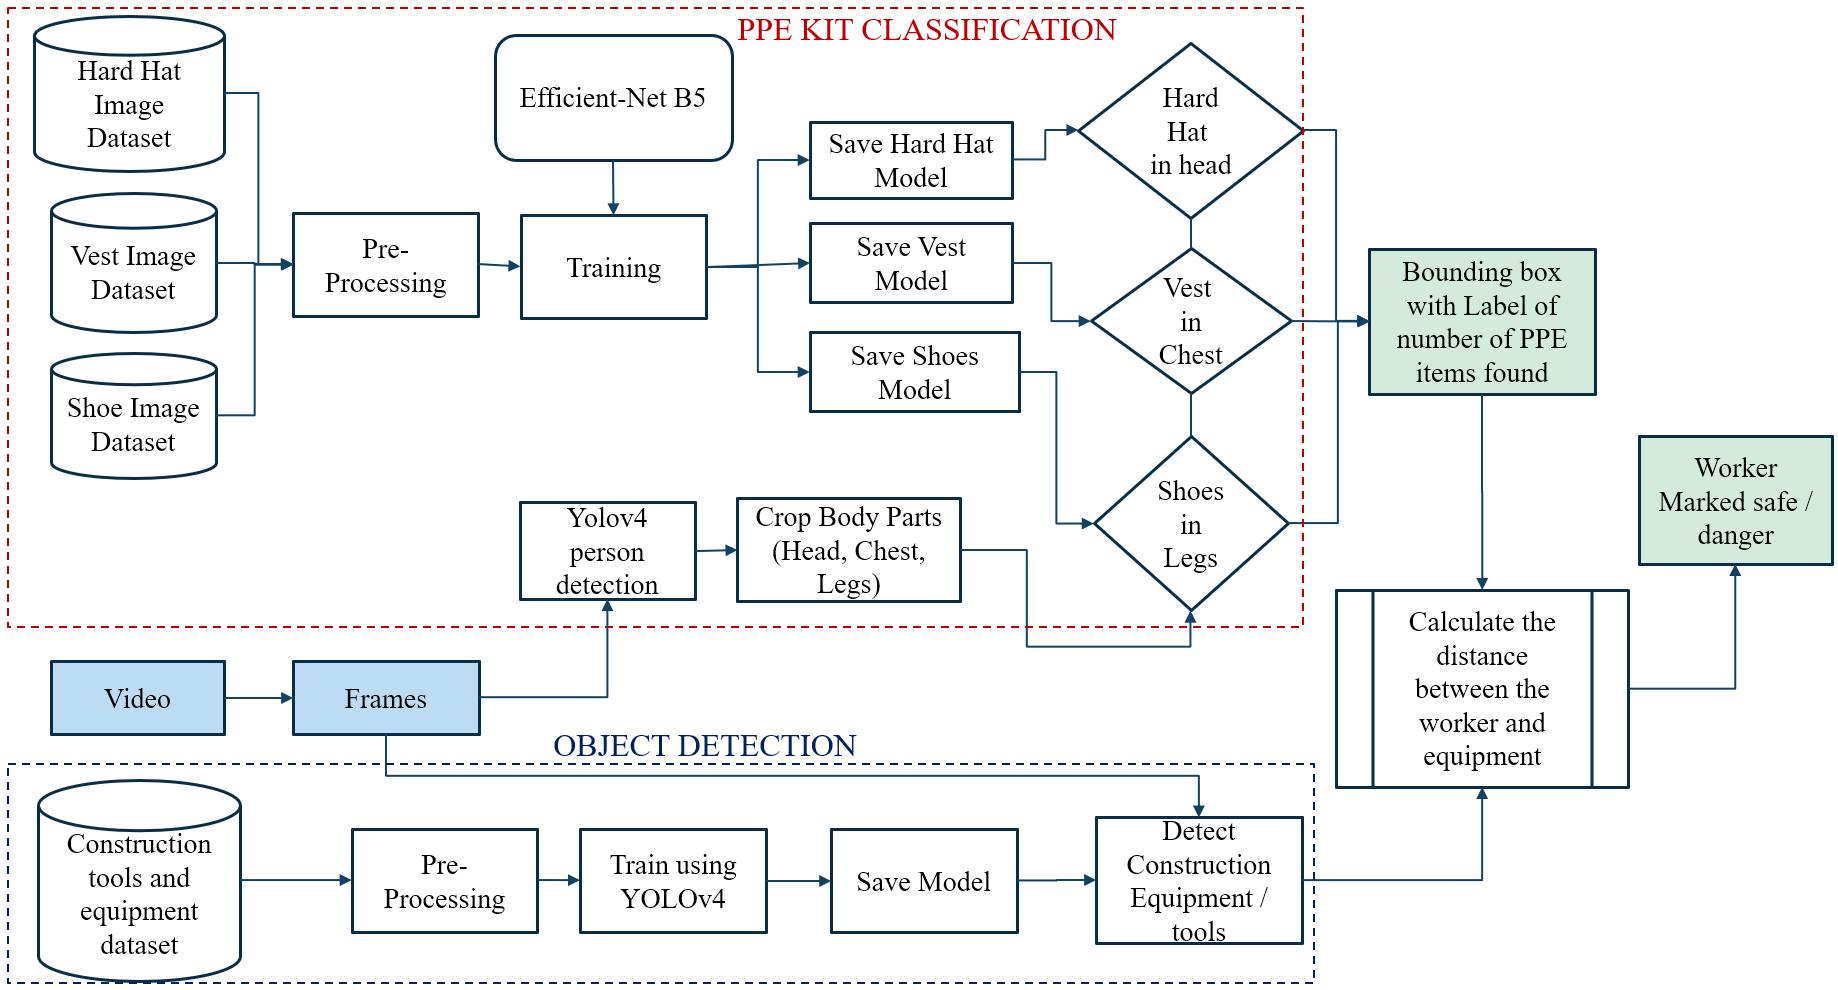 PPE KIT CLASSIFICATION
Hard Hat
Image
Dataset
Efficient-Net B5
Hard
Hat
in head
Save Hard Hat
Model
Vest Image
Dataset
Pre-
Processing
Training
Save Vest
Model
Vest
in
Chest
Bounding box
with Label of
number of PPE
items found
Shoe Image
Dataset
Save Shoes
Model
Worker
Marked safe /
danger
Yolov4
person
detection
Crop Body Parts
(Head, Chest,
Legs)
Shoes
in
Legs
Calculate the
distance
between the
worker and
equipment
Video
Frames
OBJECT DETECTION
Construction
tools and
equipment
dataset
Pre-
Processing
Train using
YOLOv4
Save Model
Detect
Construction
Equipment /
tools